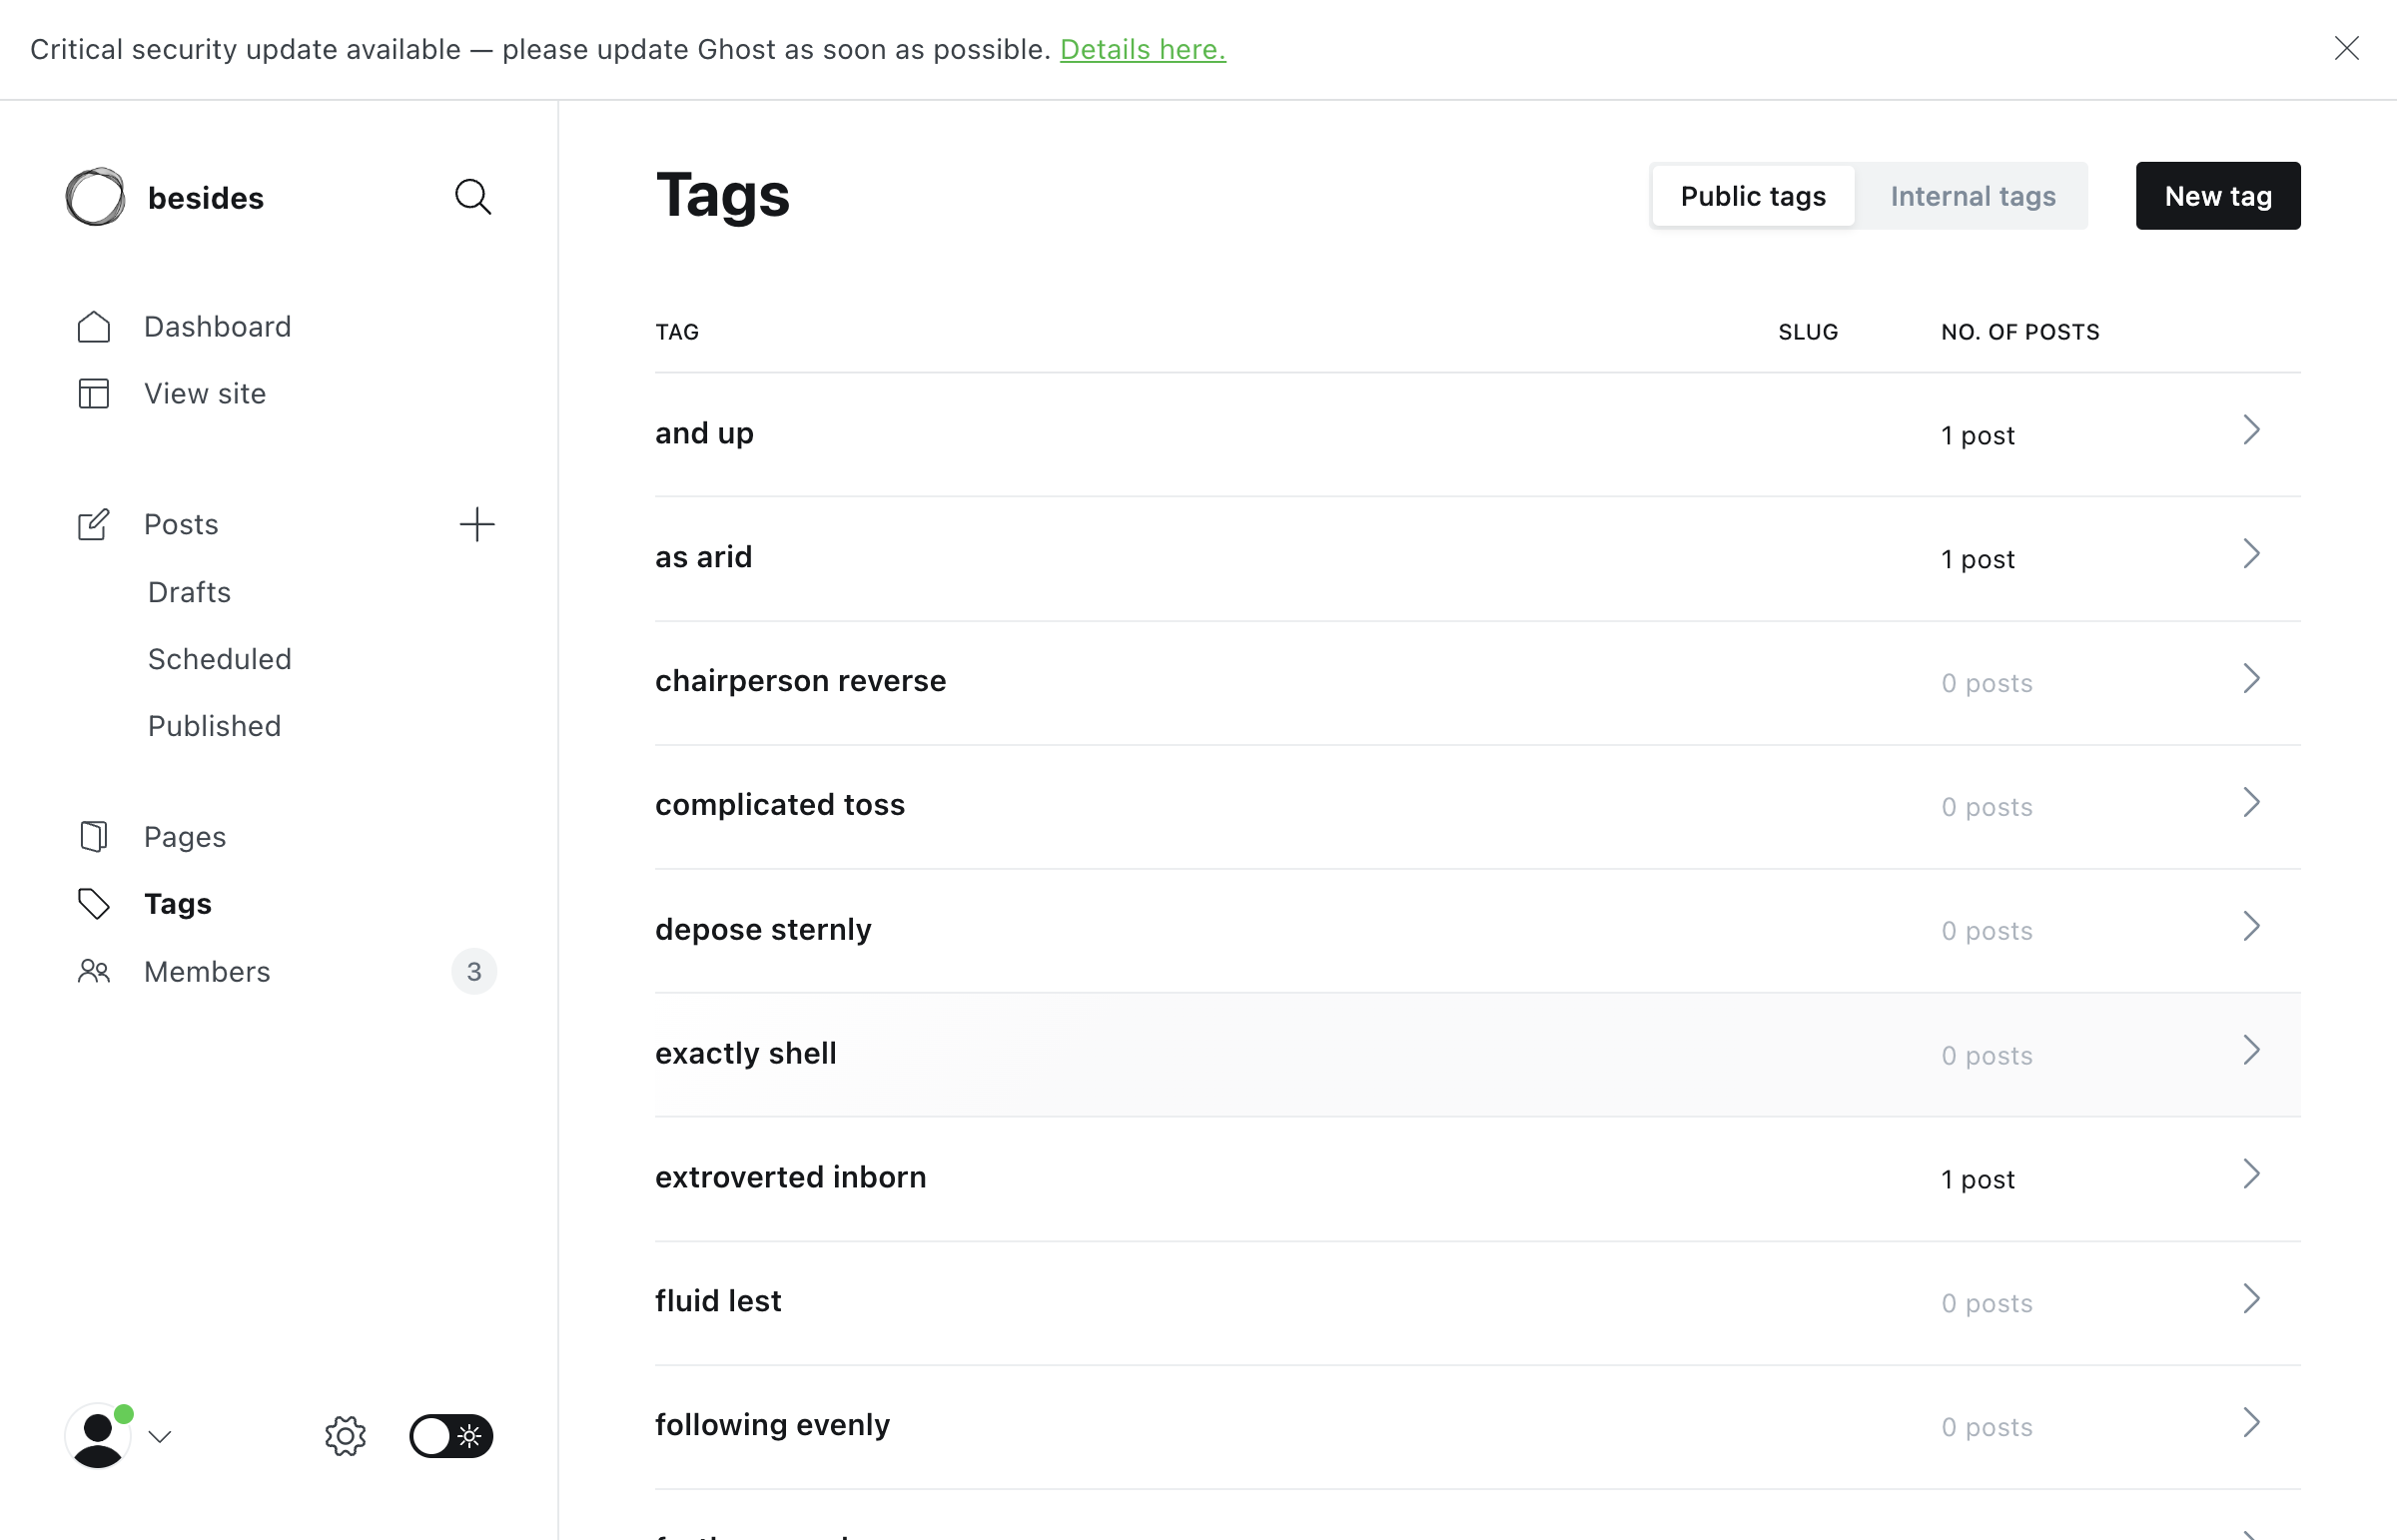 Critical security update available — please update Ghost as soon as possible. Details here.
besides
Dashboard
View site
Posts
Drafts
Scheduled
Published
Pages
Tags
Members 3
Tags
Public tags Internal tags New tag
TAG SLUG NO. OF POSTS
and up 1 post
as arid 1 post
chairperson reverse 0 posts
complicated toss 0 posts
depose sternly 0 posts
exactly shell 0 posts
extroverted inborn 1 post
fluid lest 0 posts
following evenly 0 posts